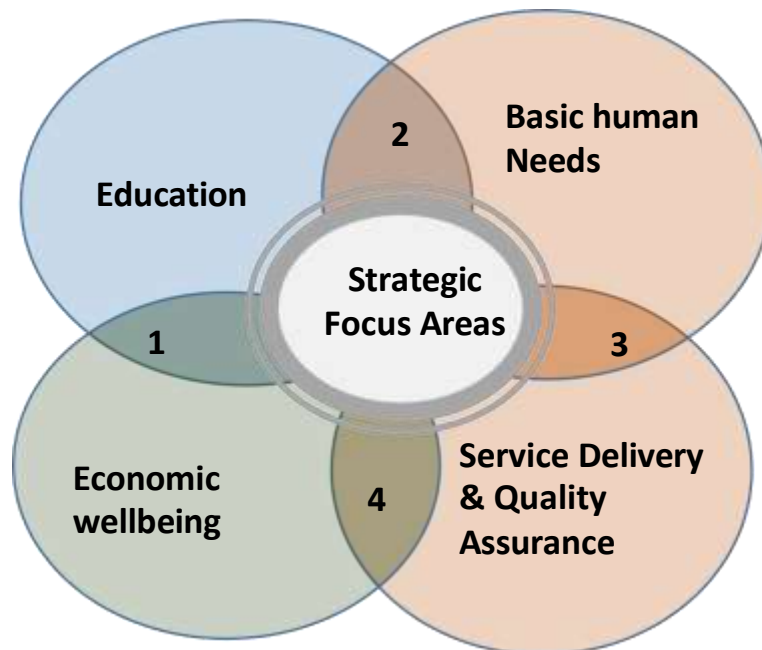 2
Basic human
Needs
Education
Strategic
Focus Areas
1
3
Economic
wellbeing
4
Service Delivery
& Quality
Assurance